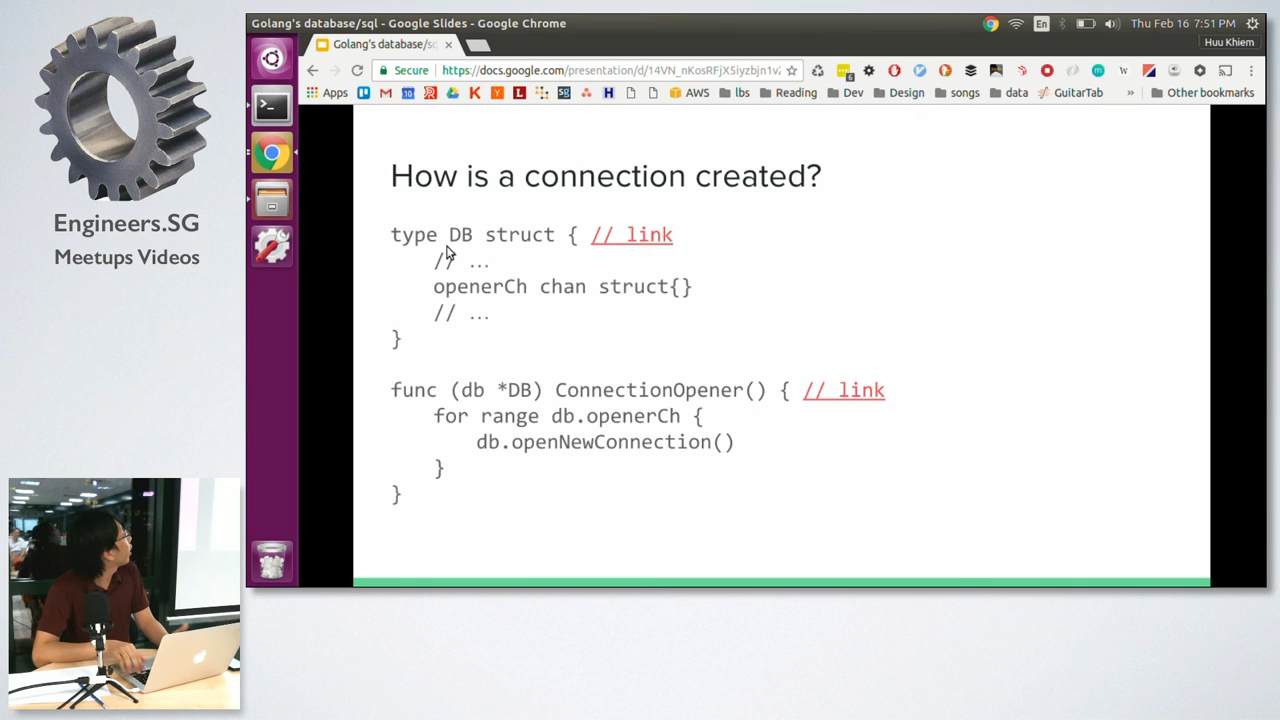 Golang's database/sql - Google Slides - Google Chrome
En
Thu Feb 16 7:51 PM
Golang's database/sq
Huu Khiem
Secure
https://docs.google.com/presentation/d/14VN_nKosRFjX5iyzbjn1v
Apps
AWS
lbs
Reading
Dev
Design
songs
data
GuitarTab
»
Other bookmarks
Engineers.SG
Meetups Videos
How is a connection created?
type DB struct { // link
// ...
openerCh chan struct{}
// ...
}
func (db *DB) ConnectionOpener() { // link
for range db.openerCh {
db.openNewConnection()
}
}